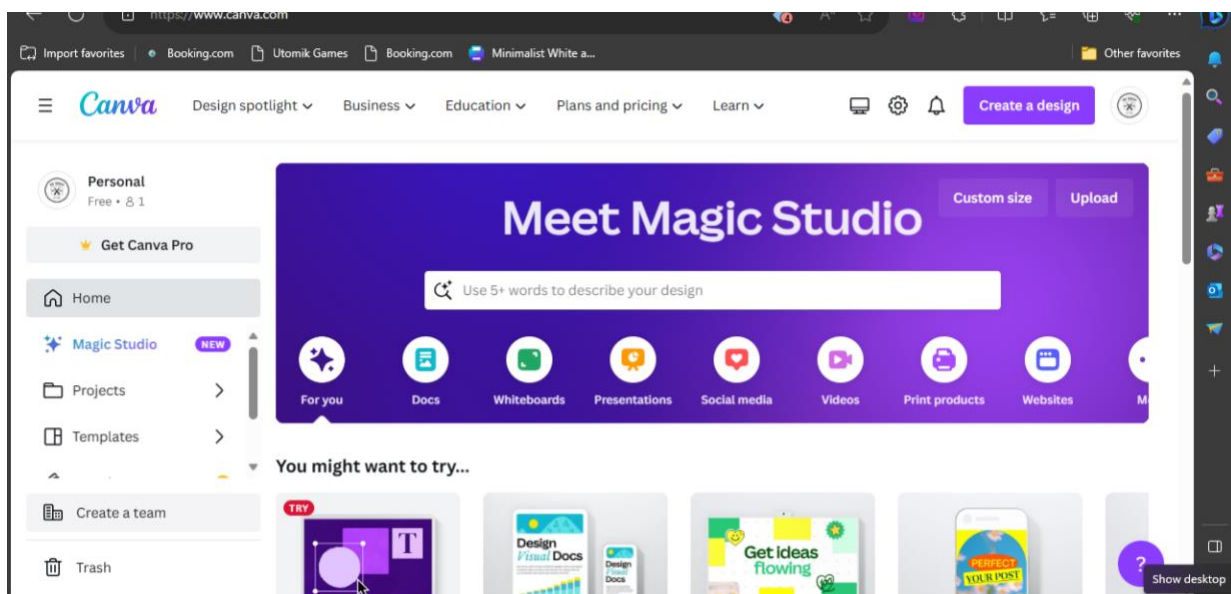 https://www.canva.com
Import favorites Booking.com Utomik Games Booking.com Minimalist White a... Other favorites
Canva Design spotlight Business Education Plans and pricing Learn Create a design
Personal
Free • 1
Get Canva Pro
Home
Magic Studio NEW
Projects
Templates
Create a team
Trash
Custom size Upload
Meet Magic Studio
Use 5+ words to describe your design
For you Docs Whiteboards Presentations Social media Videos Print products Websites M
You might want to try...
TRY
T
Design
Visual Docs
Design
Visual
Docs
Get ideas
flowing
PERFECT
YOUR POST
?
Show desktop